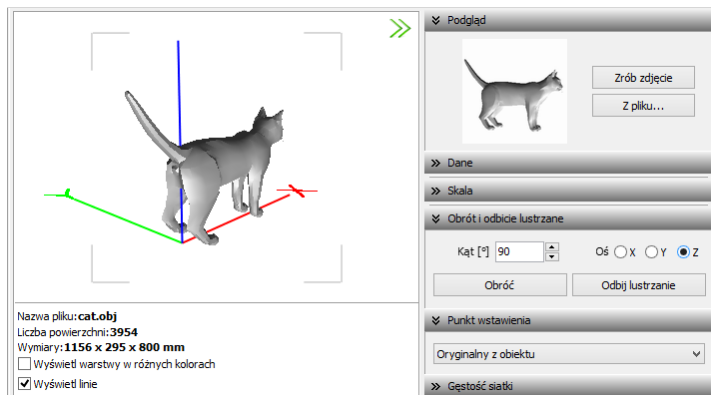 Podgląd
Zrób zdjęcie
Z pliku...
Dane
Skala
Obrót i odbicie lustrzane
Kąt [°] 90 Oś X Y Z
Obróć Odbij lustrzanie
Punkt wstawienia
Oryginalny z obiektu
Gęstość siatki
Nazwa pliku:cat.obj
Liczba powierzchni:3954
Wymiary:1156 x 295 x 800 mm
Wyświetl warstwy w różnych kolorach
Wyświetl linie